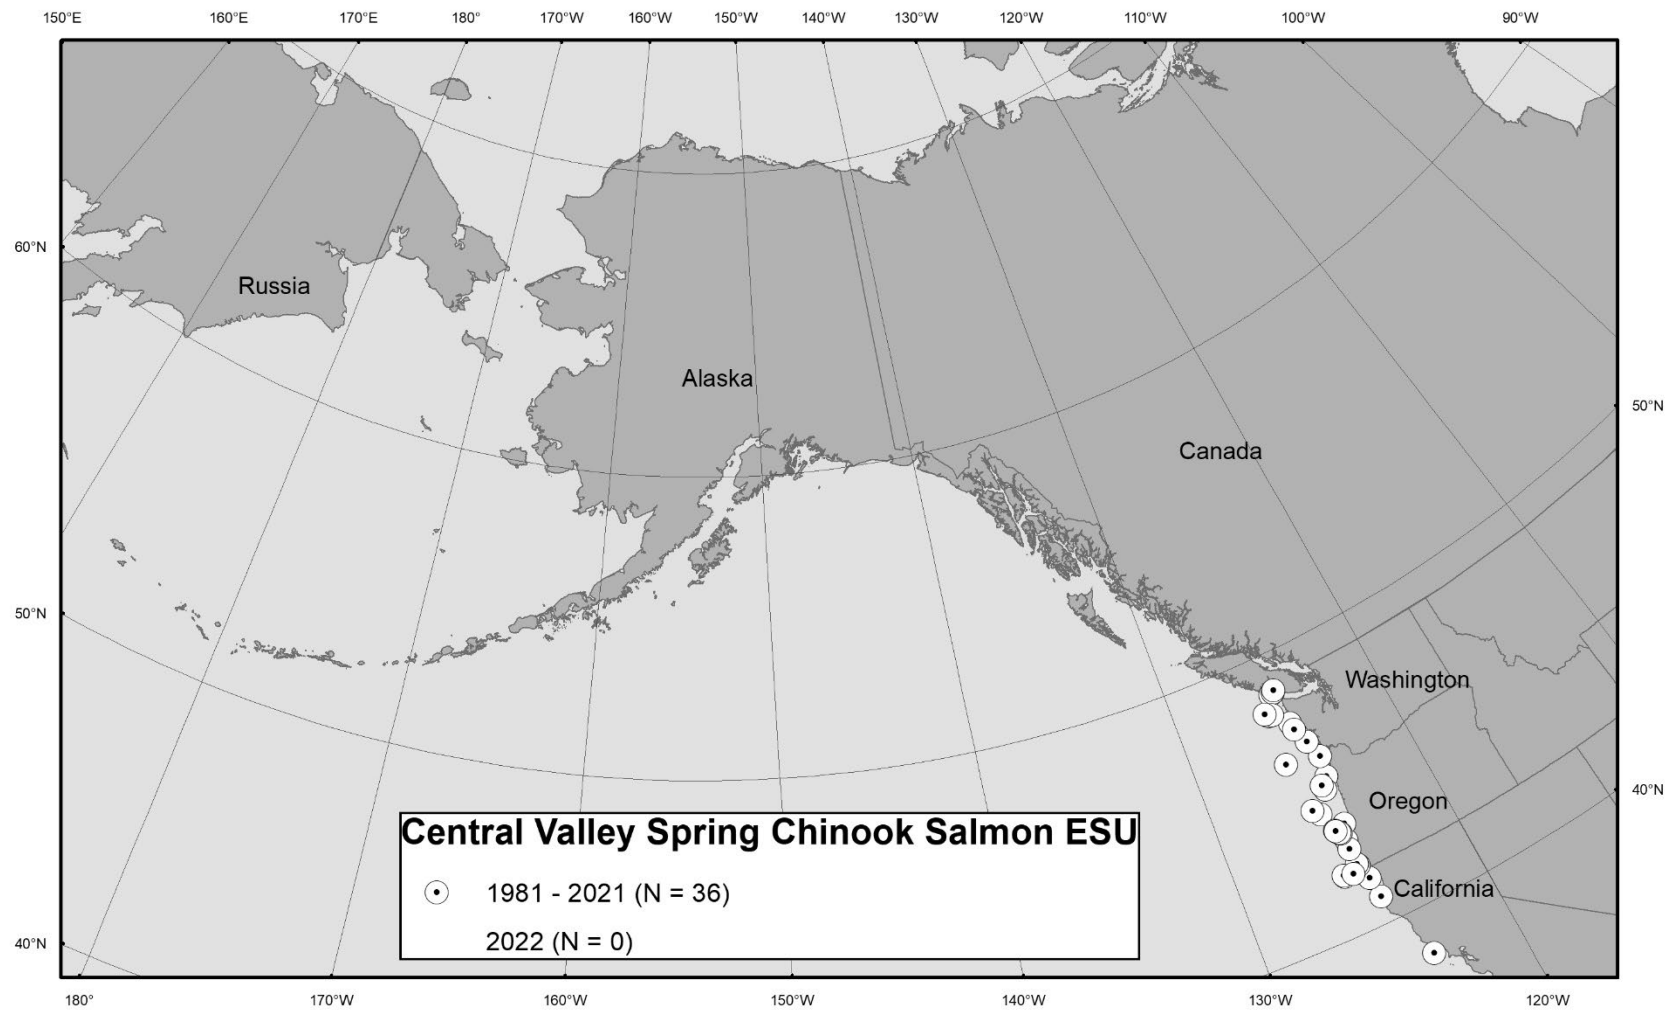 150°E 160°E 170°E 180° 170°W 160°W 150°W 140°W 130°W 120°W 110°W 100°W 90°W
60°N
Russia
Alaska
50°N
Canada
50°N
Washington
40°N
Oregon
Central Valley Spring Chinook Salmon ESU
1981 - 2021 (N = 36)
California
2022 (N = 0)
40°N
180° 170°W 160°W 150°W 140°W 130°W 120°W